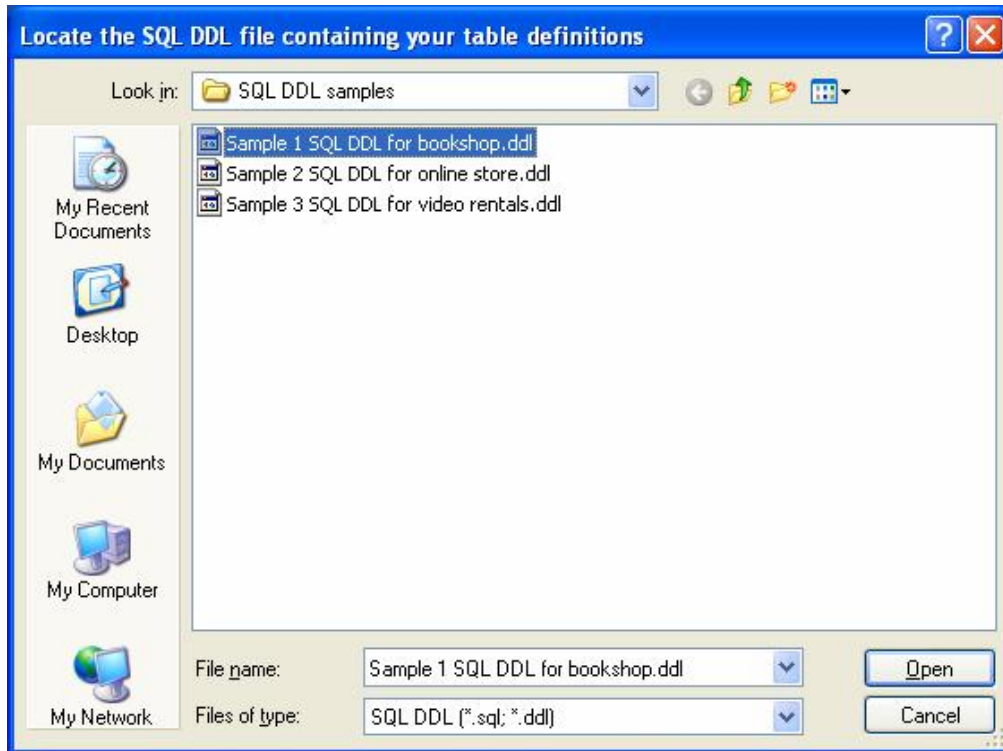 Locate the SQL DDL file containing your table definitions
Look in: SQL DDL samples
Sample 1 SQL DDL for bookshop.ddl
Sample 2 SQL DDL for online store.ddl
Sample 3 SQL DDL for video rentals.ddl
My Recent
Documents
Desktop
My Documents
My Computer
My Network
File name: Sample 1 SQL DDL for bookshop.ddl Open
Files of type: SQL DDL (*.sql; *.ddl) Cancel